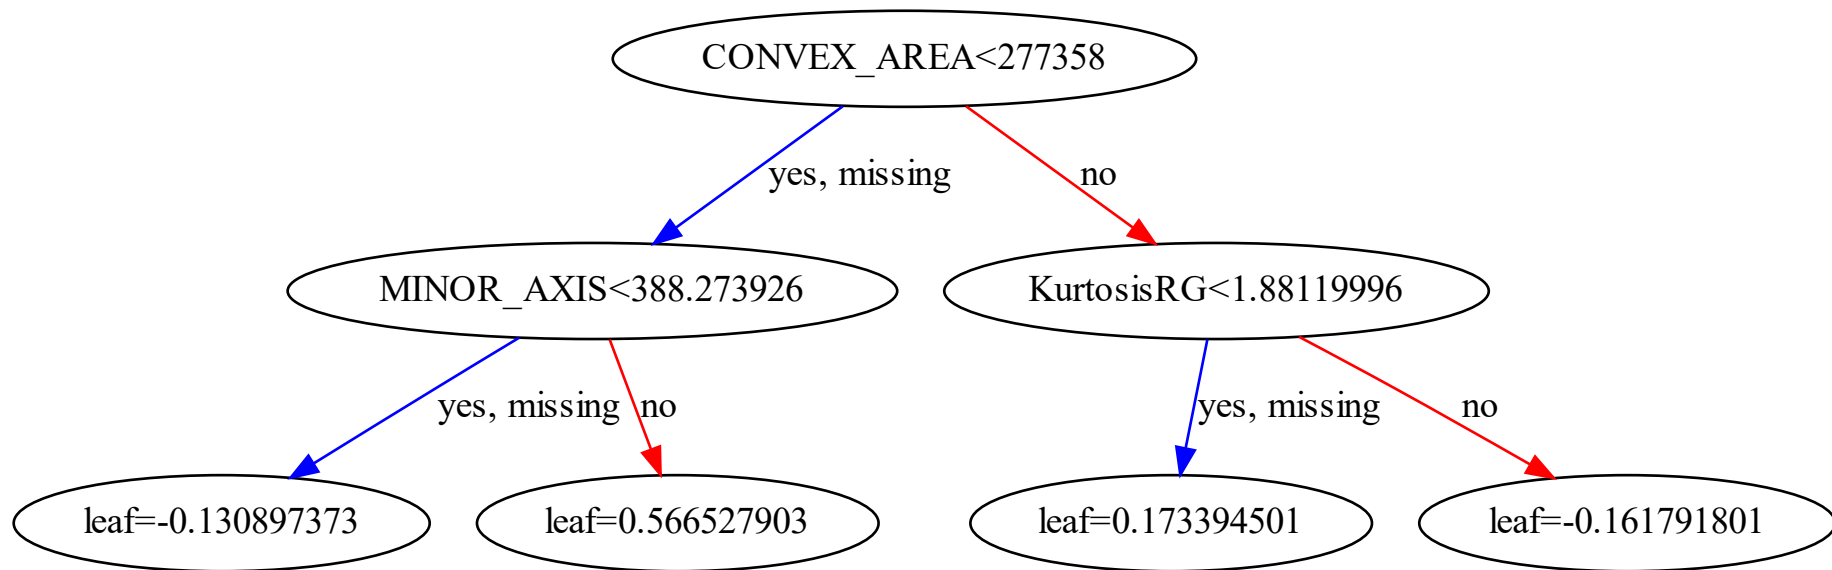 CONVEX_AREA<277358
yes, missing
no
MINOR_AXIS<388.273926
KurtosisRG<1.88119996
yes, missing
no
yes, missing
no
leaf=-0.130897373
leaf=0.566527903
leaf=0.173394501
leaf=-0.161791801